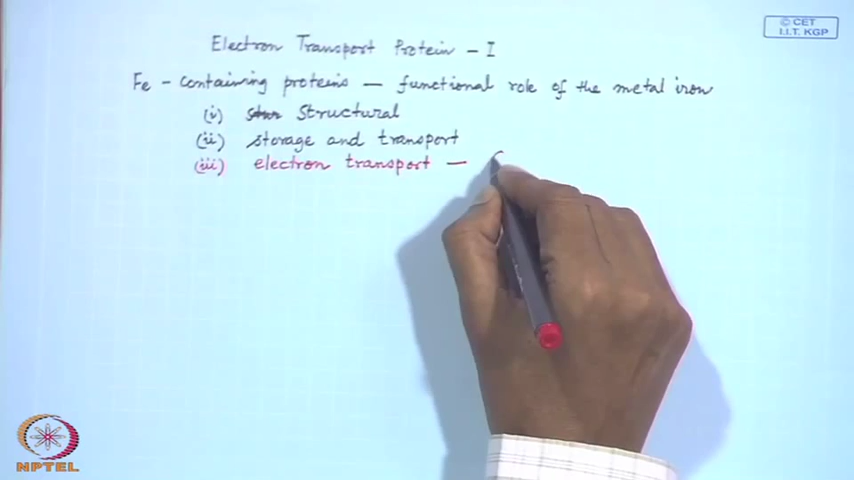 © CET
I.I.T. KGP
Electron Transport Protein - I
Fe - containing proteins — functional role of the metal iron
(i) Structural
(ii) storage and transport
(iii) electron transport —
NPTEL